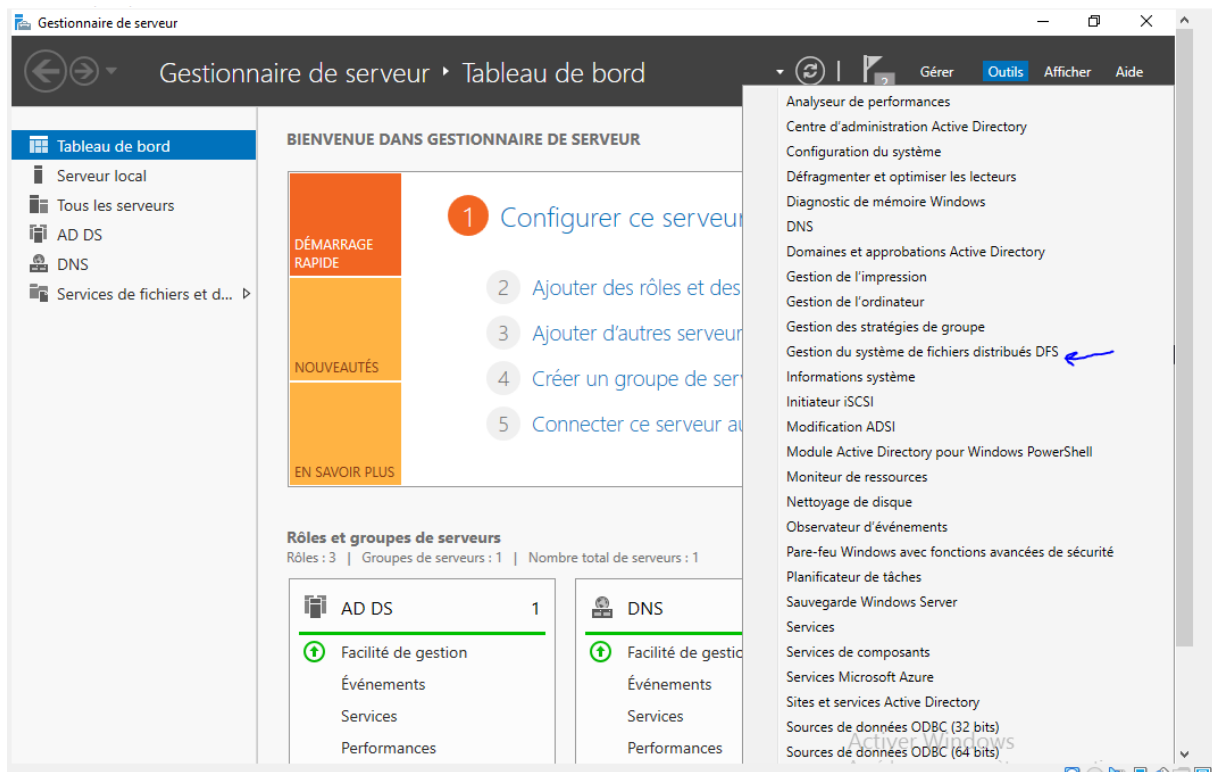 Gestionnaire de serveur
Gestionnaire de serveur • Tableau de bord
2
Gérer
Outils
Afficher
Aide
Tableau de bord
Serveur local
Tous les serveurs
AD DS
DNS
Services de fichiers et d...
BIENVENUE DANS GESTIONNAIRE DE SERVEUR
DÉMARRAGE
RAPIDE
NOUVEAUTÉS
EN SAVOIR PLUS
1 Configurer ce serveur
2 Ajouter des rôles et des
3 Ajouter d'autres serveur
4 Créer un groupe de ser
5 Connecter ce serveur au
Rôles et groupes de serveurs
Rôles : 3 | Groupes de serveurs : 1 | Nombre total de serveurs : 1
AD DS 1
Facilité de gestion
Événements
Services
Performances
DNS
Facilité de gestio
Événements
Services
Performances
Analyseur de performances
Centre d'administration Active Directory
Configuration du système
Défragmenter et optimiser les lecteurs
Diagnostic de mémoire Windows
DNS
Domaines et approbations Active Directory
Gestion de l'impression
Gestion de l'ordinateur
Gestion des stratégies de groupe
Gestion du système de fichiers distribués DFS
Informations système
Initiateur iSCSI
Modification ADSI
Module Active Directory pour Windows PowerShell
Moniteur de ressources
Nettoyage de disque
Observateur d'événements
Pare-feu Windows avec fonctions avancées de sécurité
Planificateur de tâches
Sauvegarde Windows Server
Services
Services de composants
Services Microsoft Azure
Sites et services Active Directory
Sources de données ODBC (32 bits)
Sources de données ODBC (64 bits)
Activer Windows